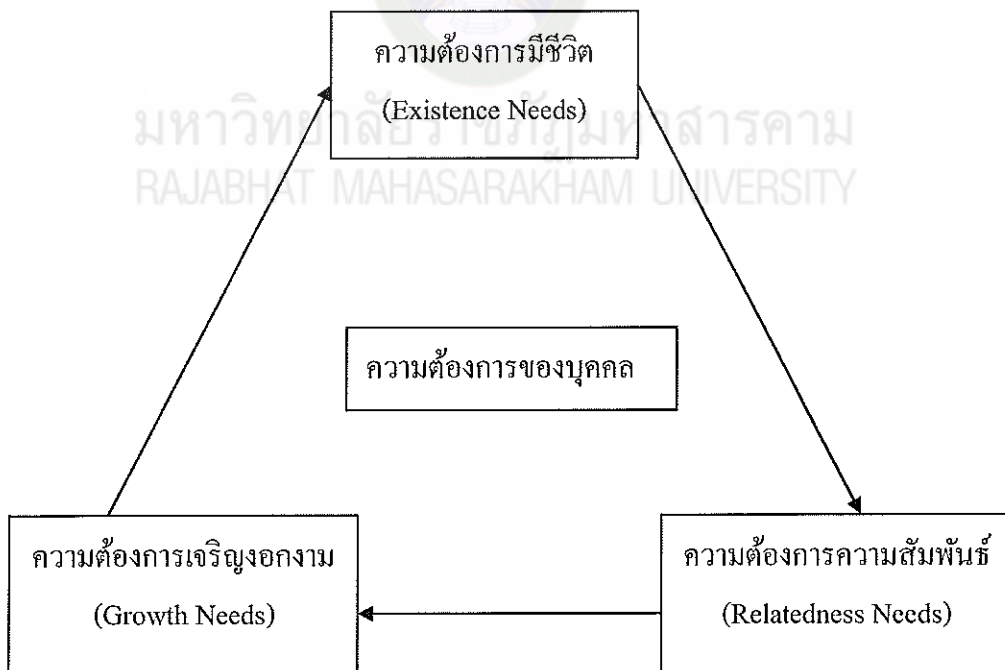 ความต้องการมีชีวิต
(Existence Needs)
มหาวิทยาลัยราชภัฏมหาสารคาม
RAJABHAT MAHASARAKHAM UNIVERSITY
ความต้องการของบุคคล
ความต้องการเจริญงอกงาม
(Growth Needs)
ความต้องการความสัมพันธ์
(Relatedness Needs)